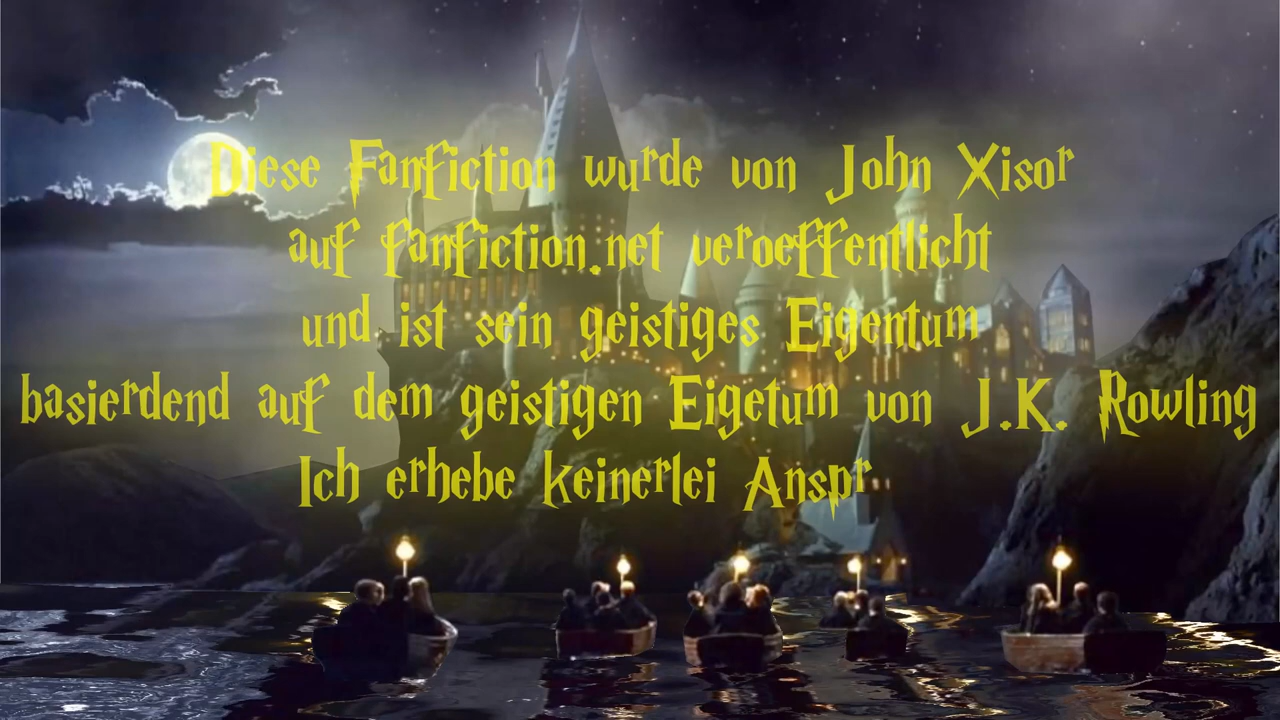 Diese Fanfiction wurde von John Xisor
auf fanfiction.net veroeffentlicht
und ist sein geistiges Eigentum
basierdend auf dem geistigen Eigetum von J.K. Rowling
Ich erhebe keinerlei Anspr